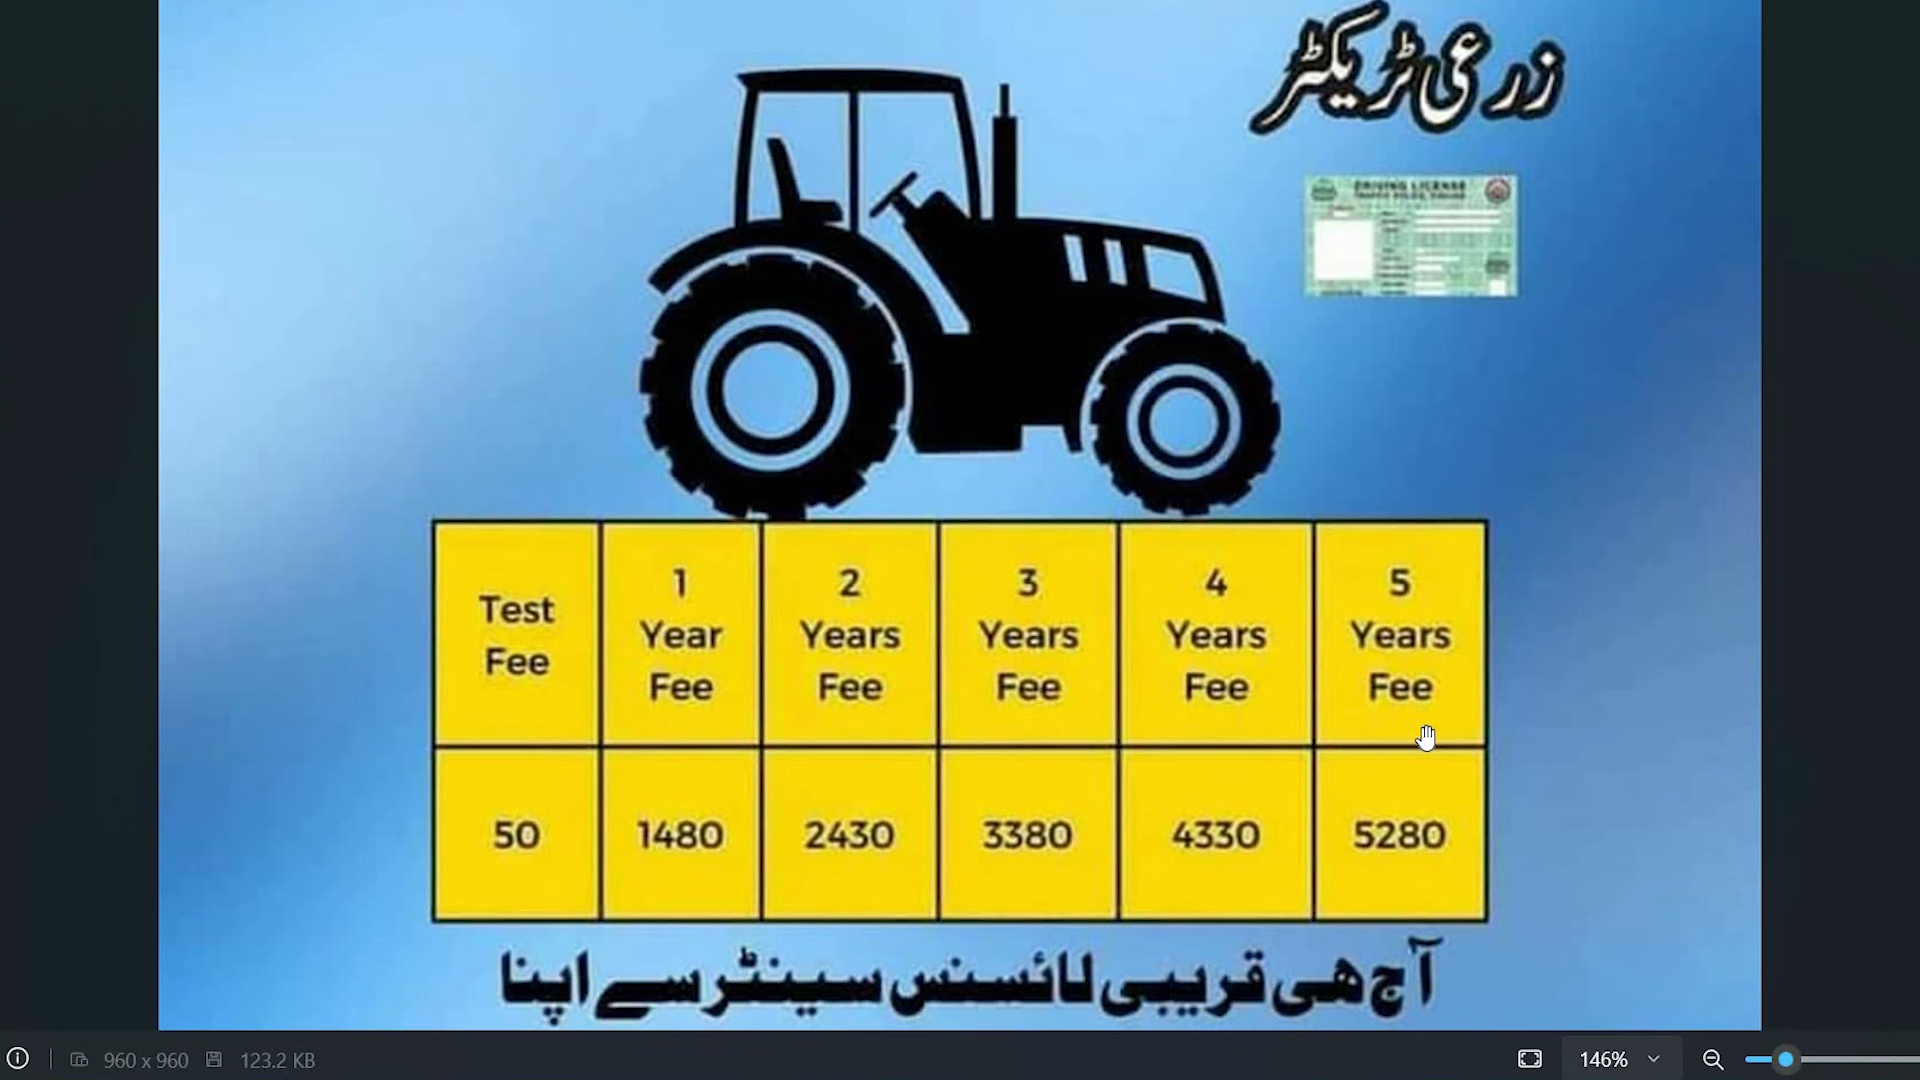 زرعی ٹریکٹر
DRIVING LICENSE
Test Fee
1 Year Fee
2 Years Fee
3 Years Fee
4 Years Fee
5 Years Fee
50
1480
2430
3380
4330
5280
آج ھی قریبی لائسنس سینٹر سے اپنا
960 x 960
123.2 KB
146%